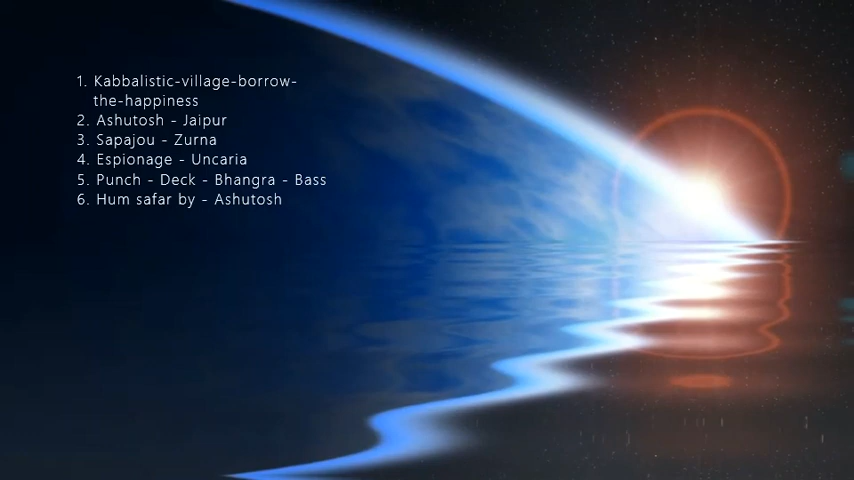 1. Kabbalistic-village-borrow-
the-happiness
2. Ashutosh - Jaipur
3. Sapajou - Zurna
4. Espionage - Uncaria
5. Punch - Deck - Bhangra - Bass
6. Hum safar by - Ashutosh